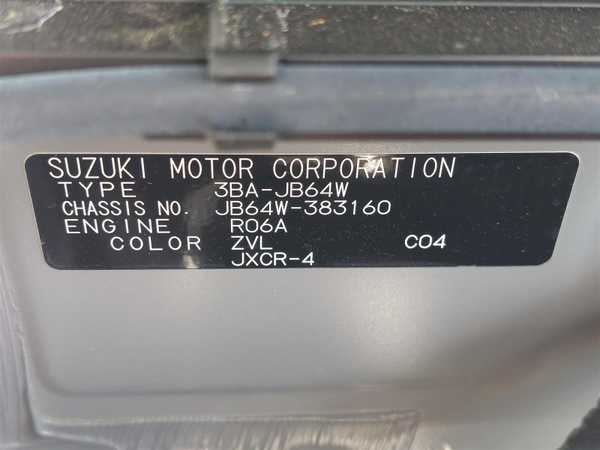 SUZUKI MOTOR CORPORATION
TYPE 3BA-JB64W
CHASSIS NO. JB64W-383160
ENGINE R06A
COLOR ZVL C04
JXCR-4